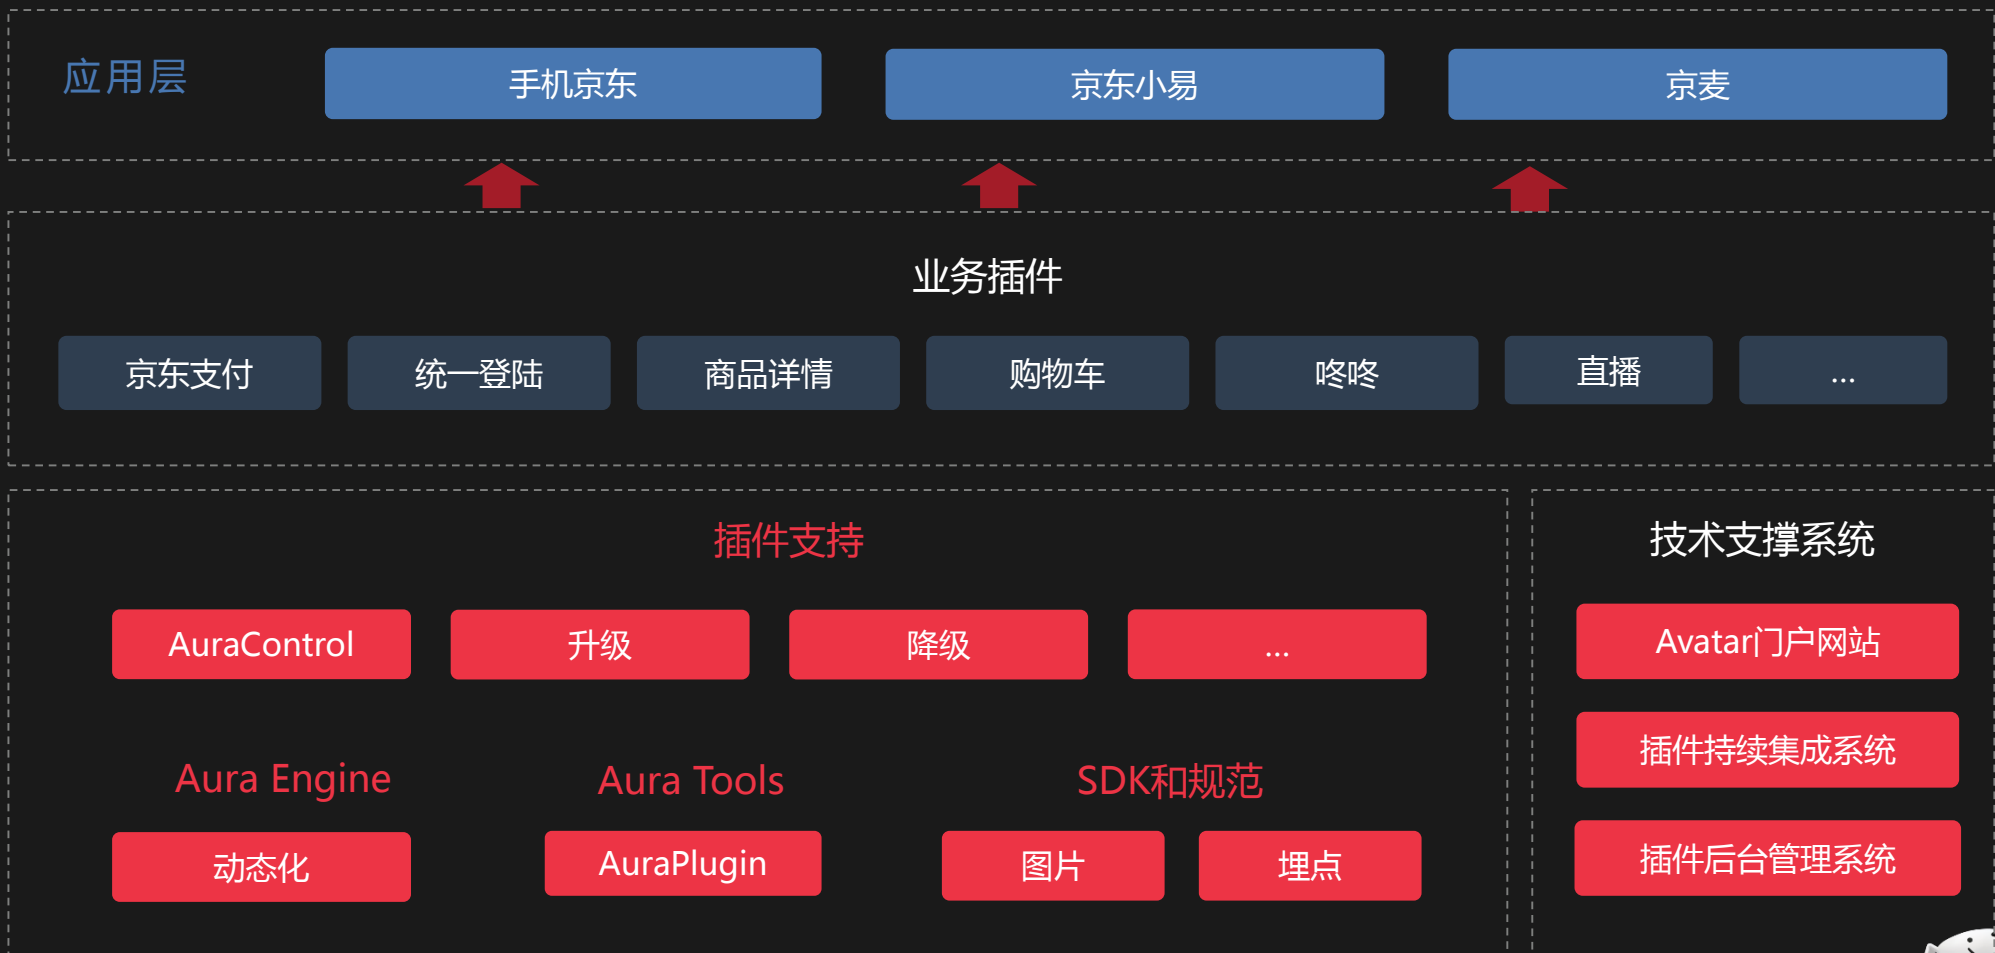 应用层
手机京东
京东小易
京麦
业务插件
京东支付
统一登陆
商品详情
购物车
咚咚
直播
...
插件支持
AuraControl
升级
降级
...
Aura Engine
Aura Tools
SDK和规范
动态化
AuraPlugin
图片
埋点
技术支撑系统
Avatar门户网站
插件持续集成系统
插件后台管理系统